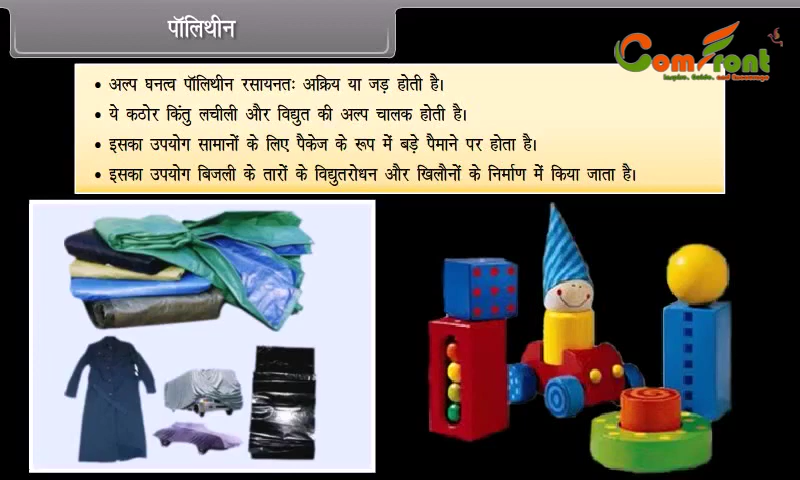 पॉलिथीन
ComFront
Inspire. Guide. and Encourage
• अल्प घनत्व पॉलिथीन रसायनतः अक्रिय या जड़ होती है।
• ये कठोर किंतु लचीली और विद्युत की अल्प चालक होती है।
• इसका उपयोग सामानों के लिए पैकेज के रूप में बड़े पैमाने पर होता है।
• इसका उपयोग बिजली के तारों के विद्युतरोधन और खिलौनों के निर्माण में किया जाता है।